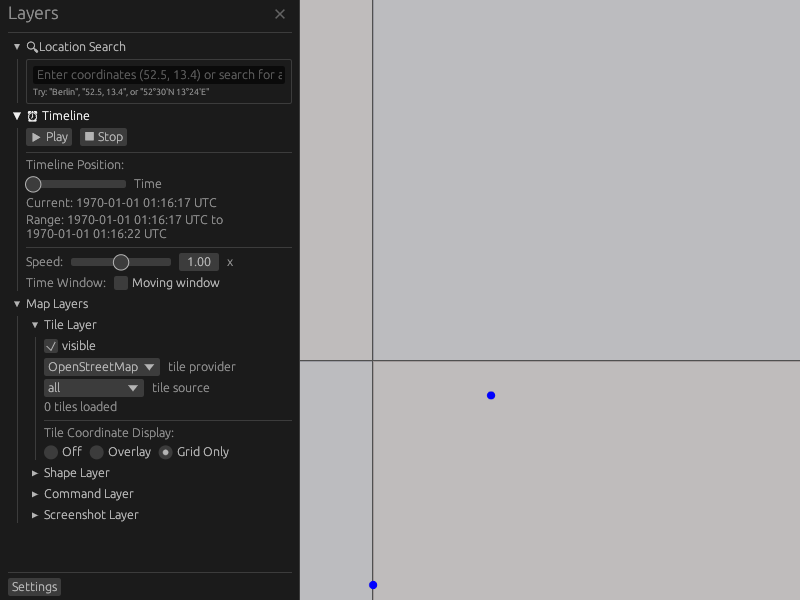 Layers
Location Search
Enter coordinates (52.5, 13.4) or search for a
Try: "Berlin", "52.5, 13.4", or "52°30'N 13°24'E"
Timeline
Play Stop
Timeline Position:
Time
Current: 1970-01-01 01:16:17 UTC
Range: 1970-01-01 01:16:17 UTC to
1970-01-01 01:16:22 UTC
Speed: 1.00 x
Time Window: Moving window
Map Layers
Tile Layer
visible
OpenStreetMap tile provider
all tile source
0 tiles loaded
Tile Coordinate Display:
Off Overlay Grid Only
Shape Layer
Command Layer
Screenshot Layer
Settings